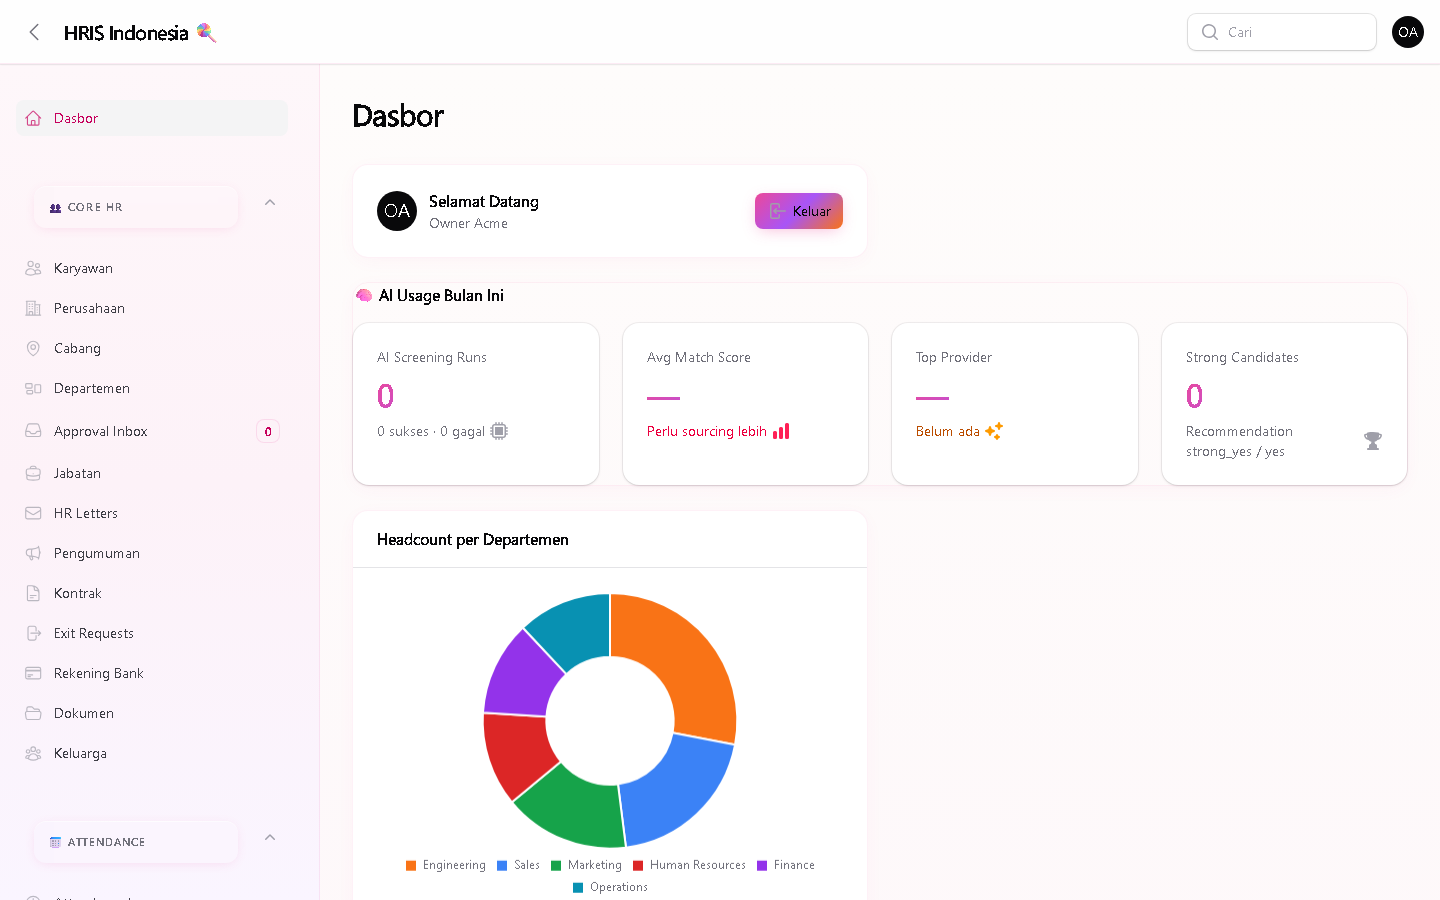 HRIS Indonesia
Cari
OA
Dasbor
CORE HR
Karyawan
Perusahaan
Cabang
Departemen
Approval Inbox
0
Jabatan
HR Letters
Pengumuman
Kontrak
Exit Requests
Rekening Bank
Dokumen
Keluarga
ATTENDANCE
Dasbor
OA
Selamat Datang
Owner Acme
Keluar
AI Usage Bulan Ini
AI Screening Runs
0
0 sukses · 0 gagal
Avg Match Score
—
Perlu sourcing lebih
Top Provider
—
Belum ada
Strong Candidates
0
Recommendation
strong_yes / yes
Headcount per Departemen
Engineering Sales Marketing Human Resources Finance
Operations